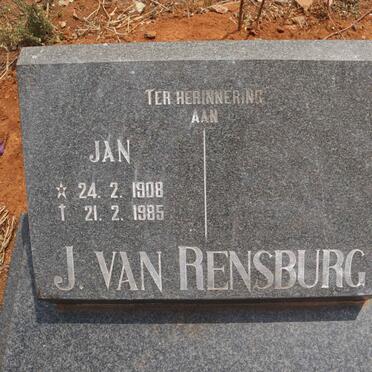 TER HERINNERING
AAN
JAN
☆ 24. 2. 1908
† 21. 2. 1985
J. VAN RENSBURG